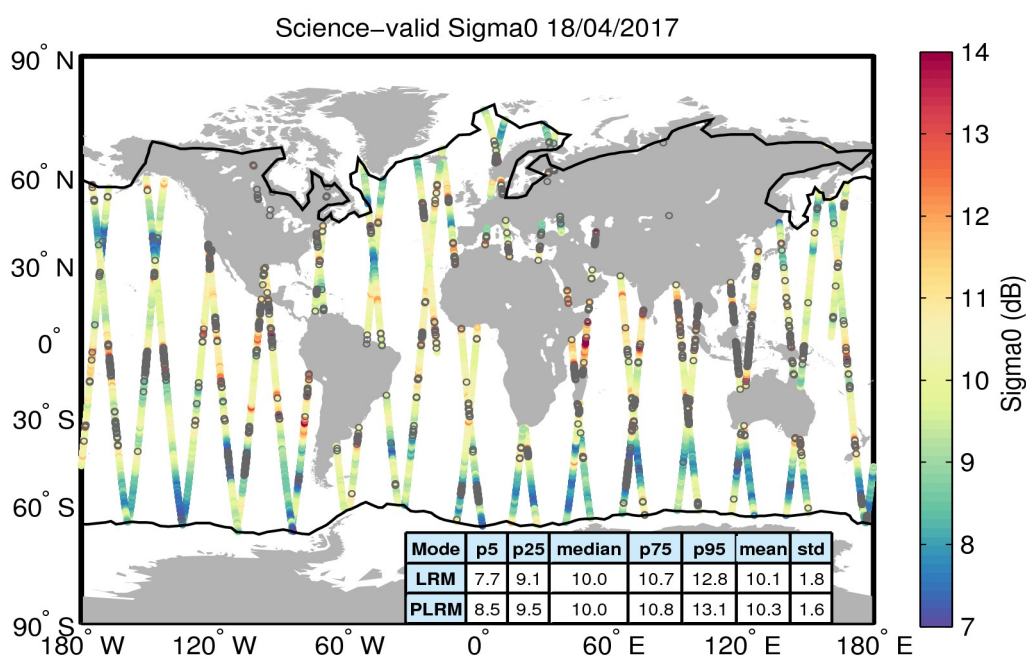 Science−valid Sigma0 18/04/2017
90° N
60° N
30° N
0°
30° S
60° S
90° S
180° W
120° W
60° W
0°
60° E
120° E
180° E
14
13
12
11
10
9
8
7
Sigma0 (dB)
Mode p5 p25 median p75 p95 mean std
LRM 7.7 9.1 10.0 10.7 12.8 10.1 1.8
PLRM 8.5 9.5 10.0 10.8 13.1 10.3 1.6